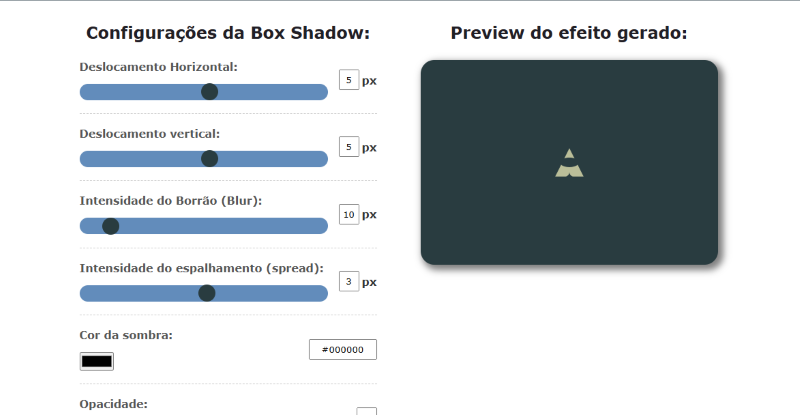 Configurações da Box Shadow:
Deslocamento Horizontal:
5 px
Deslocamento vertical:
5 px
Intensidade do Borrão (Blur):
10 px
Intensidade do espalhamento (spread):
3 px
Cor da sombra:
#000000
Opacidade:
Preview do efeito gerado: